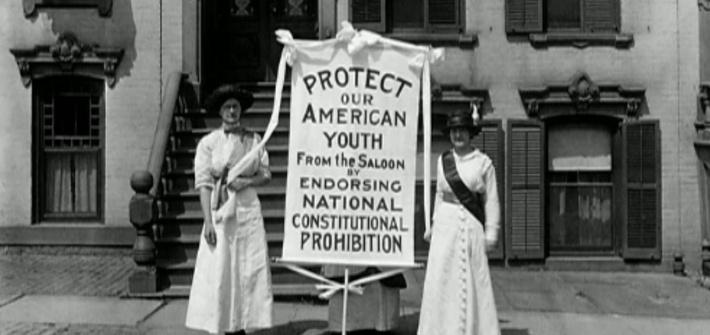 PROTECT
OUR
AMERICAN
YOUTH
FROM the SALOON
BY
ENDORSING
NATIONAL
CONSTITUTIONAL
PROHIBITION